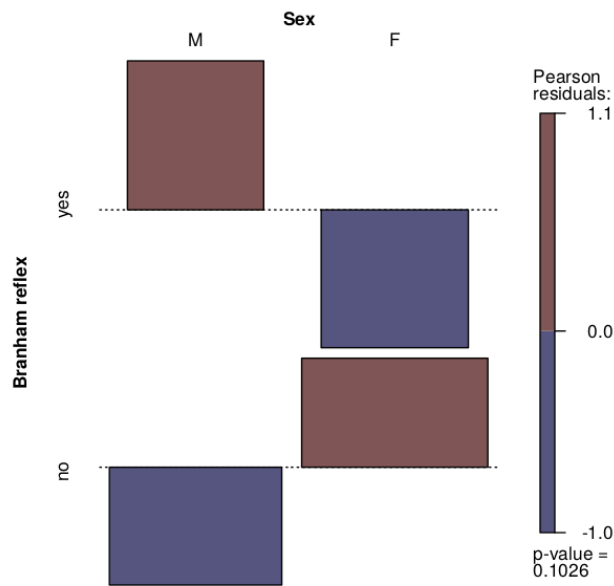 Sex
M F
Pearson
residuals:
1.1
yes
0.0
Branham reflex
no
-1.0
p-value =
0.1026